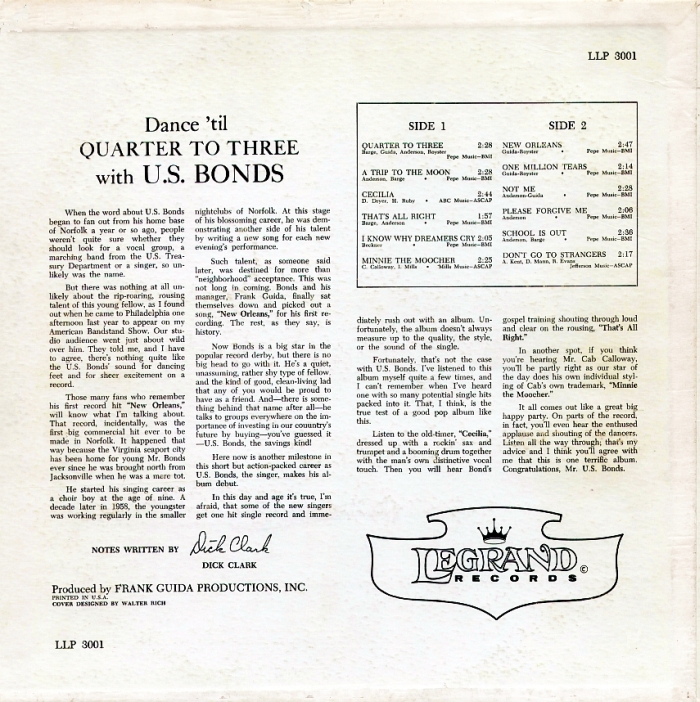 LLP 3001
Dance 'til
QUARTER TO THREE
with U.S. BONDS
SIDE 1
QUARTER TO THREE 2:28
Barge, Guida, Anderson, Royster • Pepe Music—BMI
A TRIP TO THE MOON 2:28
Anderson, Barge • Pepe Music—BMI
CECILIA 2:44
D. Dreyer, H. Ruby • ABC Music—ASCAP
THAT'S ALL RIGHT 1:57
Barge, Anderson • Pepe Music—BMI
I KNOW WHY DREAMERS CRY 2:05
• Pepe Music—BMI
MINNIE THE MOOCHER 2:25
C. Calloway, I. Mills • Mills Music—ASCAP
SIDE 2
NEW ORLEANS 2:47
Guida-Royster • Pepe Music—BMI
ONE MILLION TEARS 2:14
Guida-Royster • Pepe Music—BMI
NOT ME 2:28
Anderson-Guida • Pepe Music—BMI
PLEASE FORGIVE ME 2:06
Anderson • Pepe Music—BMI
SCHOOL IS OUT 2:36
Anderson, Barge • Pepe Music—BMI
DON'T GO TO STRANGERS 2:17
A. Kent, D. Mann, R. Evans
Jefferson Music—ASCAP
When the word about U.S. Bonds
began to fan out from his home base
of Norfolk a year or so ago, people
weren't quite sure whether they
should look for a vocal group, a
marching band from the U.S. Trea-
sury Department or a singer, so un-
likely was the name.
But there was nothing at all un-
likely about the rip-roaring, rousing
talent of this young fellow, as I found
out when he came to Philadelphia one
afternoon last year to appear on my
American Bandstand Show. Our stu-
dio audience went just about wild
over him. They told me, and I have
to agree, there's nothing quite like
the U.S. Bonds' sound for dancing
feet and for sheer excitement on a
record.
Those many fans who remember
his first record hit "New Orleans,"
will know what I'm talking about.
That record, incidentally, was the
first big commercial hit ever to be
made in Norfolk. It happened that
way because the Virginia seaport city
has been home for young Mr. Bonds
ever since he was brought north from
Jacksonville when he was a mere tot.
He started his singing career as
a choir boy at the age of nine. A
decade later in 1958, the youngster
was working regularly in the smaller
nightclubs of Norfolk. At this stage
of his blossoming career, he was dem-
onstrating another side of his talent
by writing a new song for each new
evening's performance.
Such talent, as someone said
later, was destined for more than
"neighborhood" acceptance. This was
not long in coming. Bonds and his
manager, Frank Guida, finally sat
themselves down and picked out a
song, "New Orleans," for his first re-
cording. The rest, as they say, is
history.
Now Bonds is a big star in the
popular record derby, but there is no
big head to go with it. He's a quiet,
unassuming, rather shy type of fellow,
and the kind of good, clean-living lad
that any of you would be proud to
have as a friend. And—there is some-
thing behind that name after all—he
talks to groups everywhere on the im-
portance of investing in our couuntry's
future by buying—you've guessed it
—U.S. Bonds, the savings kind!
Here now is another milestone in
this short but action-packed career as
U.S. Bonds, the singer, makes his al-
bum debut.
In this day and age it's true, I'm
afraid, that some of the new singers
get one hit single record and imme-
diately rush out with an album. Un-
fortunately, the album doesn't always
measure up to the quality, the style,
or the sound of the single.
Fortunately, that's not the case
with U.S. Bonds. I've listened to this
album myself quite a few times, and
I can't remember when I've heard
one with so many potential single hits
packed into it. That, I think, is the
true test of a good pop album like
this.
Listen to the old-timer, "Cecilia,"
dressed up with a rockin' sax and
trumpet and a booming drum together
with the man's own distinctive vocal
touch. Then you will hear Bond's
gospel training shouting through loud
and clear on the rousing, "That's All
Right."
In another spot, if you think
you're hearing Mr. Cab Calloway,
you'll be partly right as our star of
the day does his own individual styl-
ing of Cab's own trademark, "Minnie
the Moocher."
It all comes out like a great big
happy party. On parts of the record,
in fact, you'll even hear the enthused
applause and shouting of the dancers.
Listen all the way through; that's my
advice and I think you'll agree with
me that this is one terrific album.
Congratulations, Mr. U.S. Bonds.
NOTES WRITTEN BY Dick Clark
DICK CLARK
Produced by FRANK GUIDA PRODUCTIONS, INC.
PRINTED IN U.S.A.
COVER DESIGNED BY WALTER RICH
LEGRAND ©
RECORDS
LLP 3001